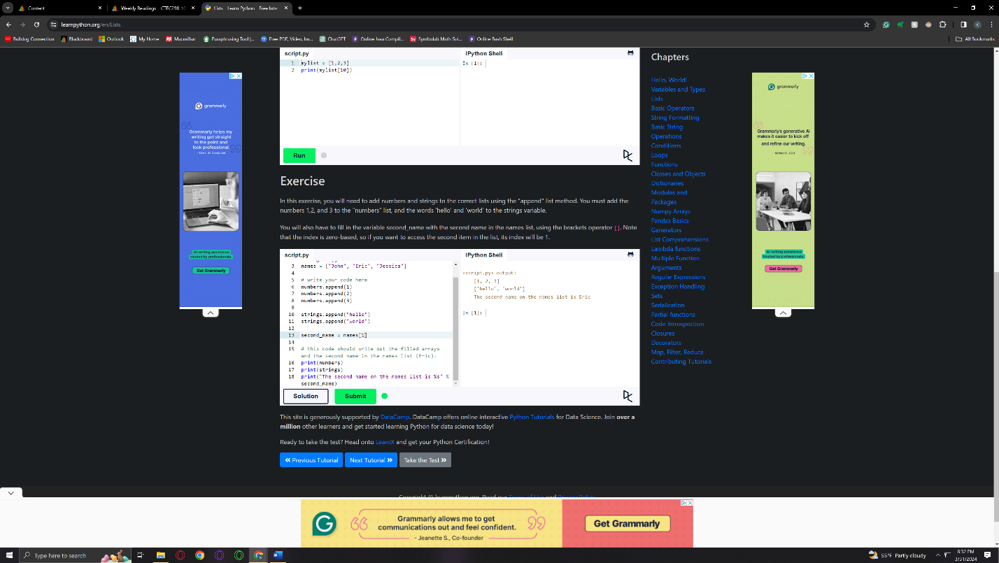 Content
Weekly Readings - CTEC298 10
Lists - Learn Python - Free Inte
learnpython.org/en/Lists
Bulldog Connection
Blackboard
Outlook
My Home
Macmillan
Paraphrasing Tool |...
Free PDF, Video, Im...
ChatGPT
Online Java Compil...
Symbolab Math Sol...
Online Bash Shell
All Bookmarks
script.py
IPython Shell
1 mylist = [1,2,3]
2 print(mylist[10])
In [1]:
Run
Exercise
In this exercise, you will need to add numbers and strings to the correct lists using the "append" list method. You must add the
numbers 1,2, and 3 to the "numbers" list, and the words 'hello' and 'world' to the strings variable.
You will also have to fill in the variable second_name with the second name in the names list, using the brackets operator []. Note
that the index is zero-based, so if you want to access the second item in the list, its index will be 1.
script.py
IPython Shell
3 names = ["John", "Eric", "Jessica"]
4
5 # write your code here
6 numbers.append(1)
7 numbers.append(2)
8 numbers.append(3)
9
10 strings.append("hello")
11 strings.append("world")
12
13 second_name = names[1]
14
15 # this code should write out the filled arrays
and the second name in the names list (Eric).
16 print(numbers)
17 print(strings)
18 print("The second name on the names list is %s" %
second_name)
<script.py> output:
[1, 2, 3]
['hello', 'world']
The second name on the names list is Eric
In [1]:
Solution
Submit
This site is generously supported by DataCamp. DataCamp offers online interactive Python Tutorials for Data Science. Join over a
million other learners and get started learning Python for data science today!
Ready to take the test? Head onto LearnX and get your Python Certification!
Previous Tutorial
Next Tutorial
Take the Test
Copyright © learnpython.org. Read our Terms of Use and Privacy Policy
Chapters
Hello, World!
Variables and Types
Lists
Basic Operators
String Formatting
Basic String
Operations
Conditions
Loops
Functions
Classes and Objects
Dictionaries
Modules and
Packages
Numpy Arrays
Pandas Basics
Generators
List Comprehensions
Lambda functions
Multiple Function
Arguments
Regular Expressions
Exception Handling
Sets
Serialization
Partial functions
Code Introspection
Closures
Decorators
Map, Filter, Reduce
Contributing Tutorials
grammarly
Grammarly helps my
writing get straight
to the point and
look professional.
AI-writing assistance
trusted by professionals.
Get Grammarly
grammarly
Grammarly's generative AI
makes it easier to kick off
and refine our writing.
AI-writing assistance
trusted by professionals.
Get Grammarly
Grammarly allows me to get
communications out and feel confident.
- Jeanette S., Co-founder
Get Grammarly
Type here to search
55°F Partly cloudy
8:32 PM
3/31/2024